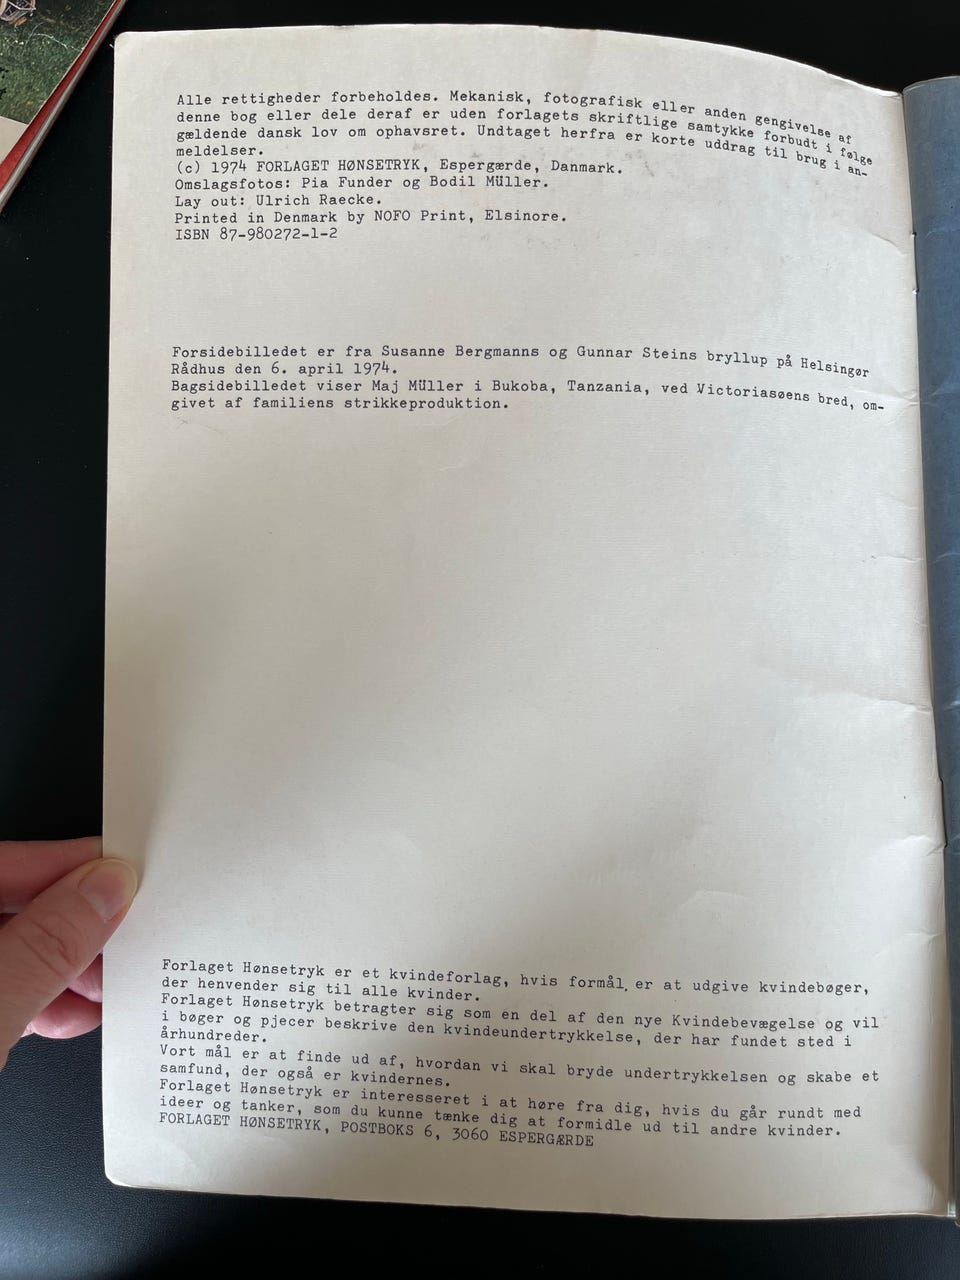 Alle rettigheder forbeholdes. Mekanisk, fotografisk eller anden gengivelse af
denne bog eller dele deraf er uden forlagets skriftlige samtykke forbudt i følge
gældende dansk lov om ophavsret. Undtaget herfra er korte uddrag til brug i an-
meldelser.
(c) 1974 FORLAGET HØNSETRYK, Espergærde, Danmark.
Omslagsfotos: Pia Funder og Bodil Müller.
Lay out: Ulrich Raecke.
Printed in Denmark by NOFO Print, Elsinore.
ISBN 87-980272-1-2
Forsidebilledet er fra Susanne Bergmanns og Gunnar Steins bryllup på Helsingør
Rådhus den 6. april 1974.
Bagsidebilledet viser Maj Müller i Bukoba, Tanzania, ved Victoriasøens bred, om-
givet af familiens strikkeproduktion.
Forlaget Hønsetryk er et kvindeforlag, hvis formål er at udgive kvindebøger,
der henvender sig til alle kvinder.
Forlaget Hønsetryk betragter sig som en del af den nye Kvindebevægelse og vil
i bøger og pjecer beskrive den kvindeundertrykkelse, der har fundet sted i
århundreder.
Vort mål er at finde ud af, hvordan vi skal bryde undertrykkelsen og skabe et
samfund, der også er kvindernes.
Forlaget Hønsetryk er interesseret i at høre fra dig, hvis du går rundt med
ideer og tanker, som du kunne tænke dig at formidle ud til andre kvinder.
FORLAGET HØNSETRYK, POSTBOKS 6, 3060 ESPERGÆRDE